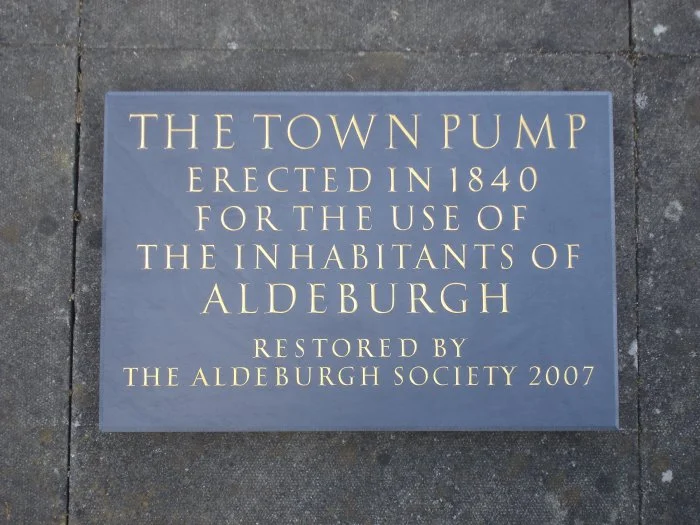 THE TOWN PUMP
ERECTED IN 1840
FOR THE USE OF
THE INHABITANTS OF
ALDEBURGH
RESTORED BY
THE ALDEBURGH SOCIETY 2007